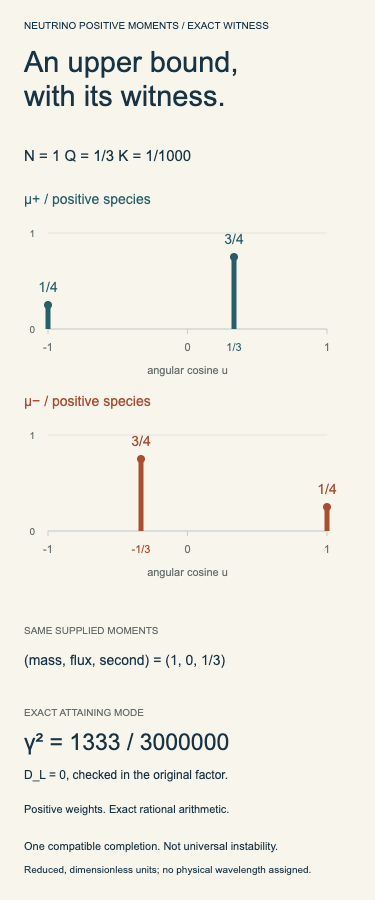 NEUTRINO POSITIVE MOMENTS / EXACT WITNESS
An upper bound,
with its witness.
N = 1 Q = 1/3 K = 1/1000
μ+ / positive species
1
3/4
1/4
0
-1
0
1/3
1
angular cosine u
μ− / positive species
1
3/4
1/4
0
-1
-1/3
0
1
angular cosine u
SAME SUPPLIED MOMENTS
(mass, flux, second) = (1, 0, 1/3)
EXACT ATTAINING MODE
γ² = 1333 / 3000000
D_L = 0, checked in the original factor.
Positive weights. Exact rational arithmetic.
One compatible completion. Not universal instability.
Reduced, dimensionless units; no physical wavelength assigned.